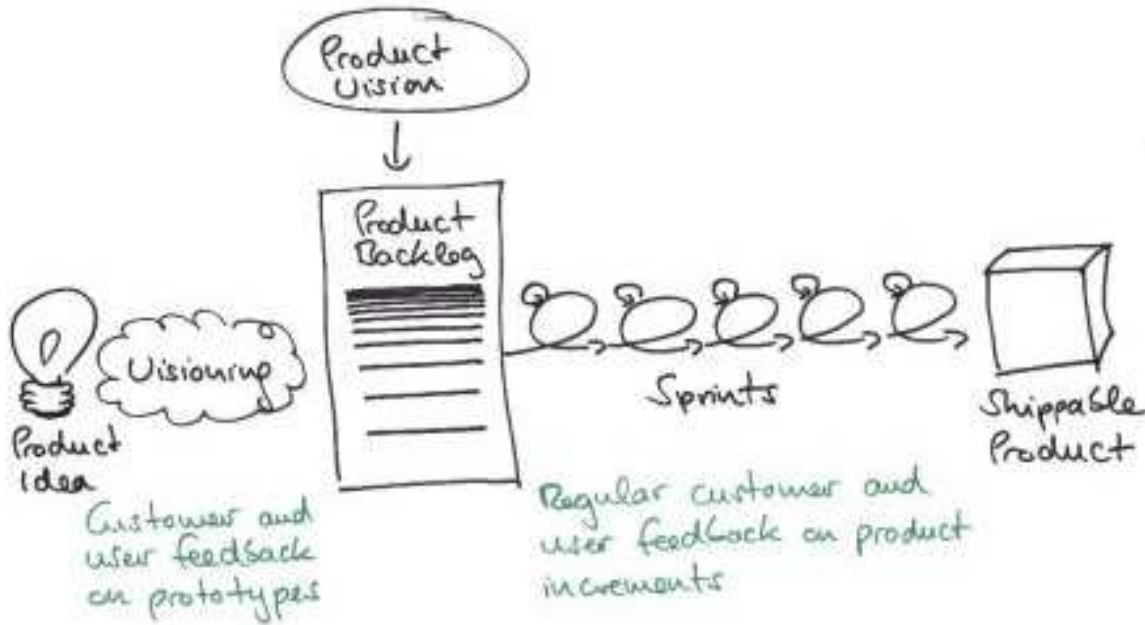 Product
Vision
Product
Backlog
Visioning
Product
Idea
Sprints
Shippable
Product
Customer and
user feedback
on prototypes
Regular customer and
user feedback on product
increments